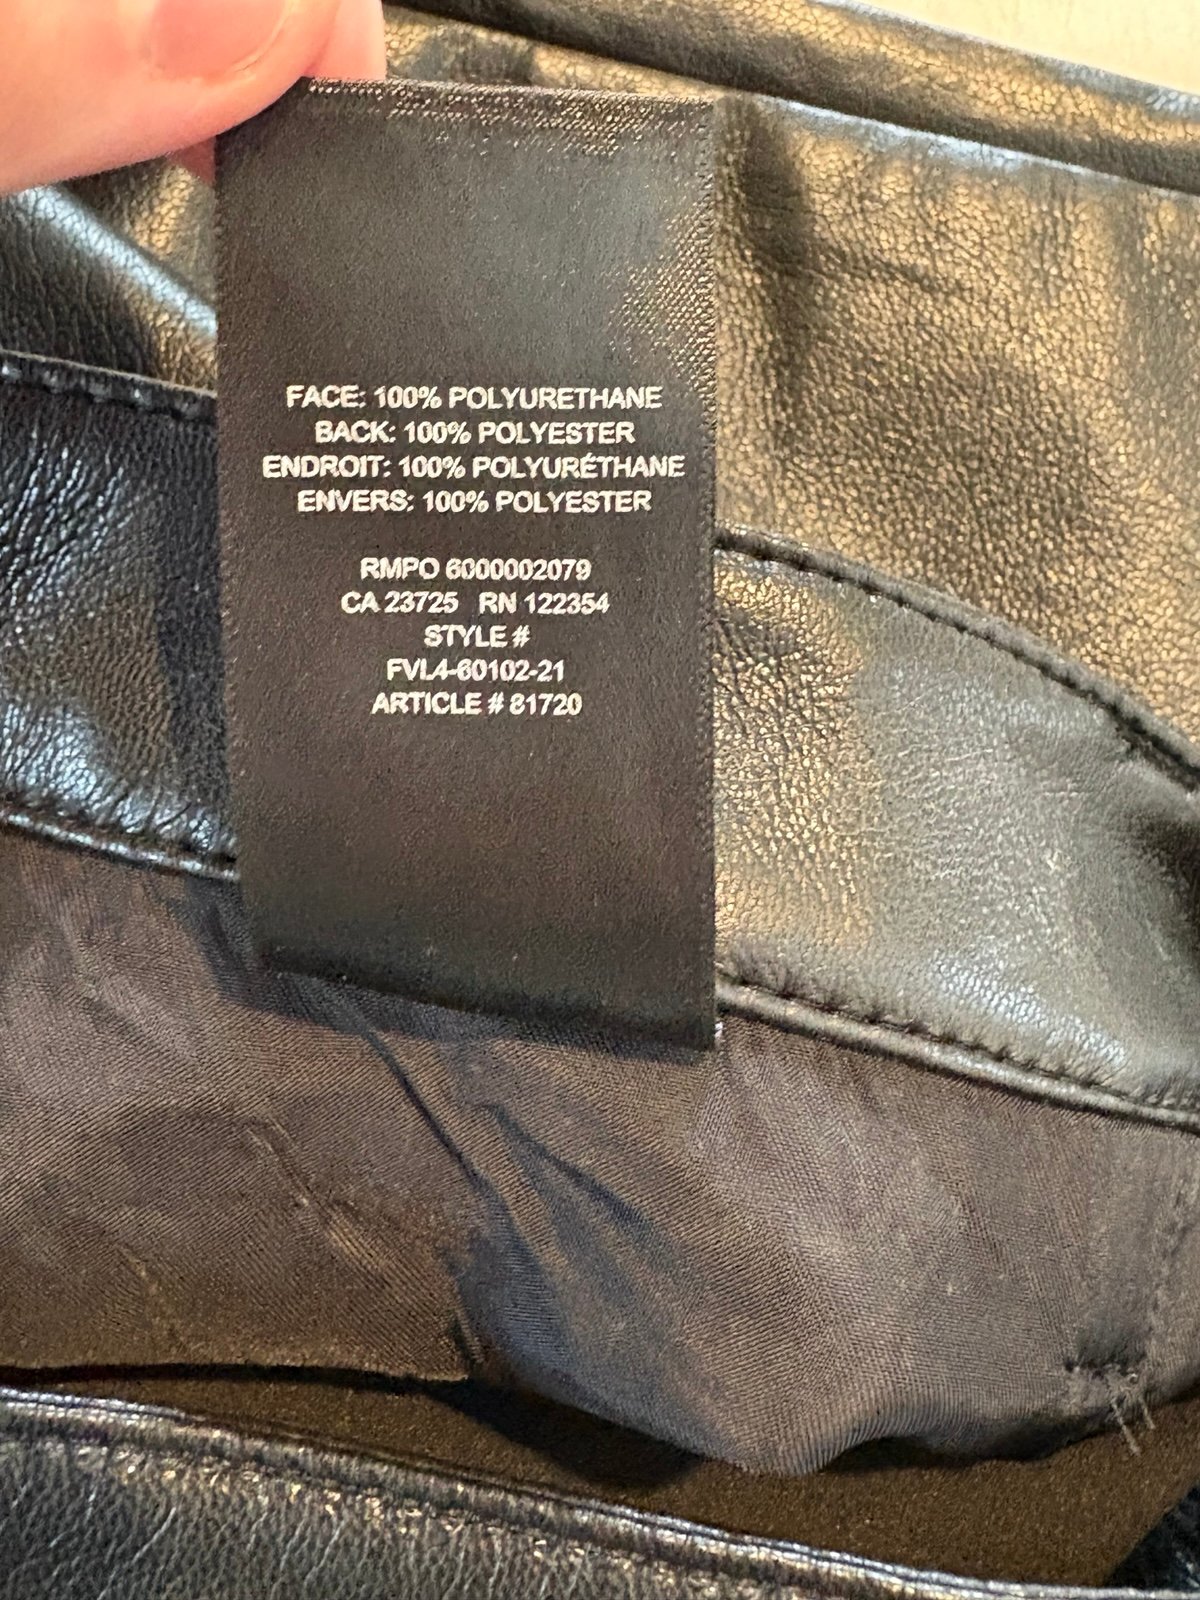 FACE: 100% POLYURETHANE
BACK: 100% POLYESTER
ENDROIT: 100% POLYURÉTHANE
ENVERS: 100% POLYESTER
RMPO 6000002079
CA 23725 RN 122354
STYLE #
FVL4-60102-21
ARTICLE # 81720